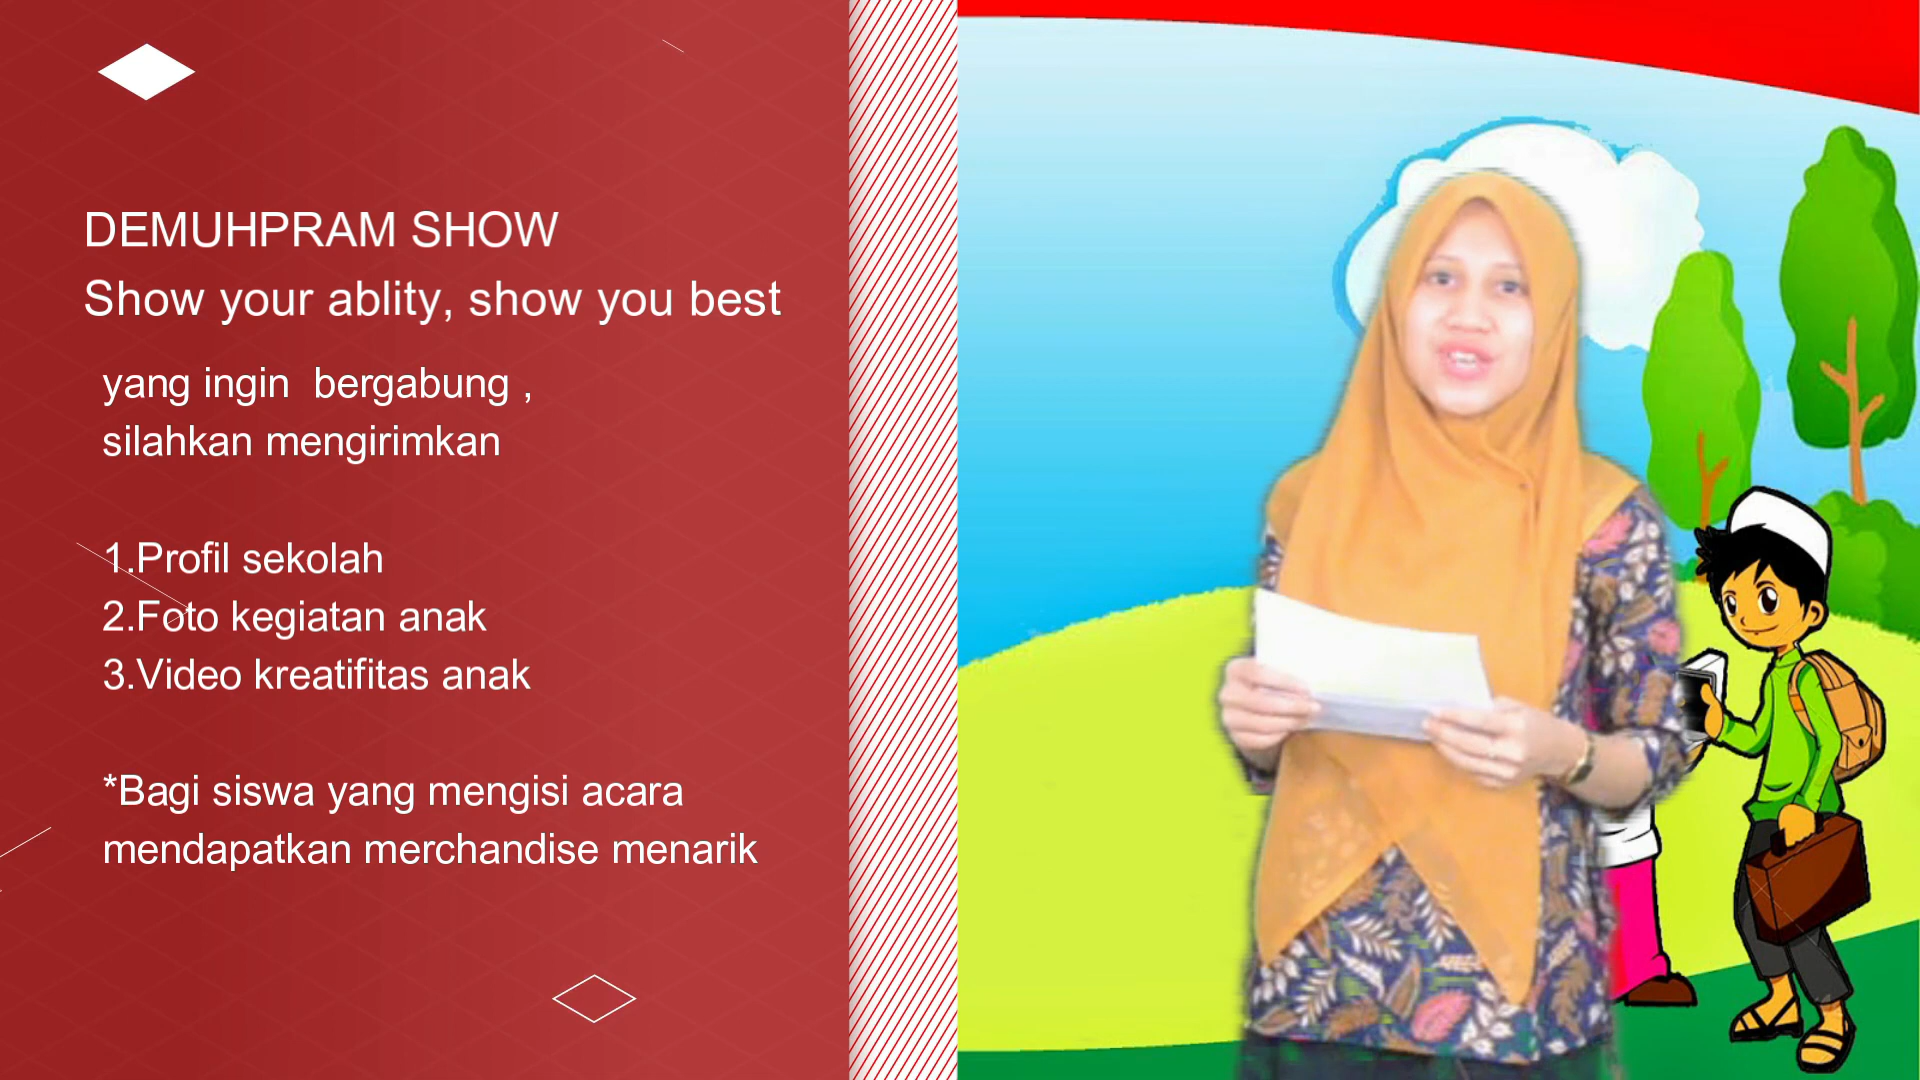 DEMUHPRAM SHOW
Show your ablity, show you best
yang ingin  bergabung ,
silahkan mengirimkan
1.Profil sekolah
2.Foto kegiatan anak
3.Video kreatifitas anak
*Bagi siswa yang mengisi acara
mendapatkan merchandise menarik